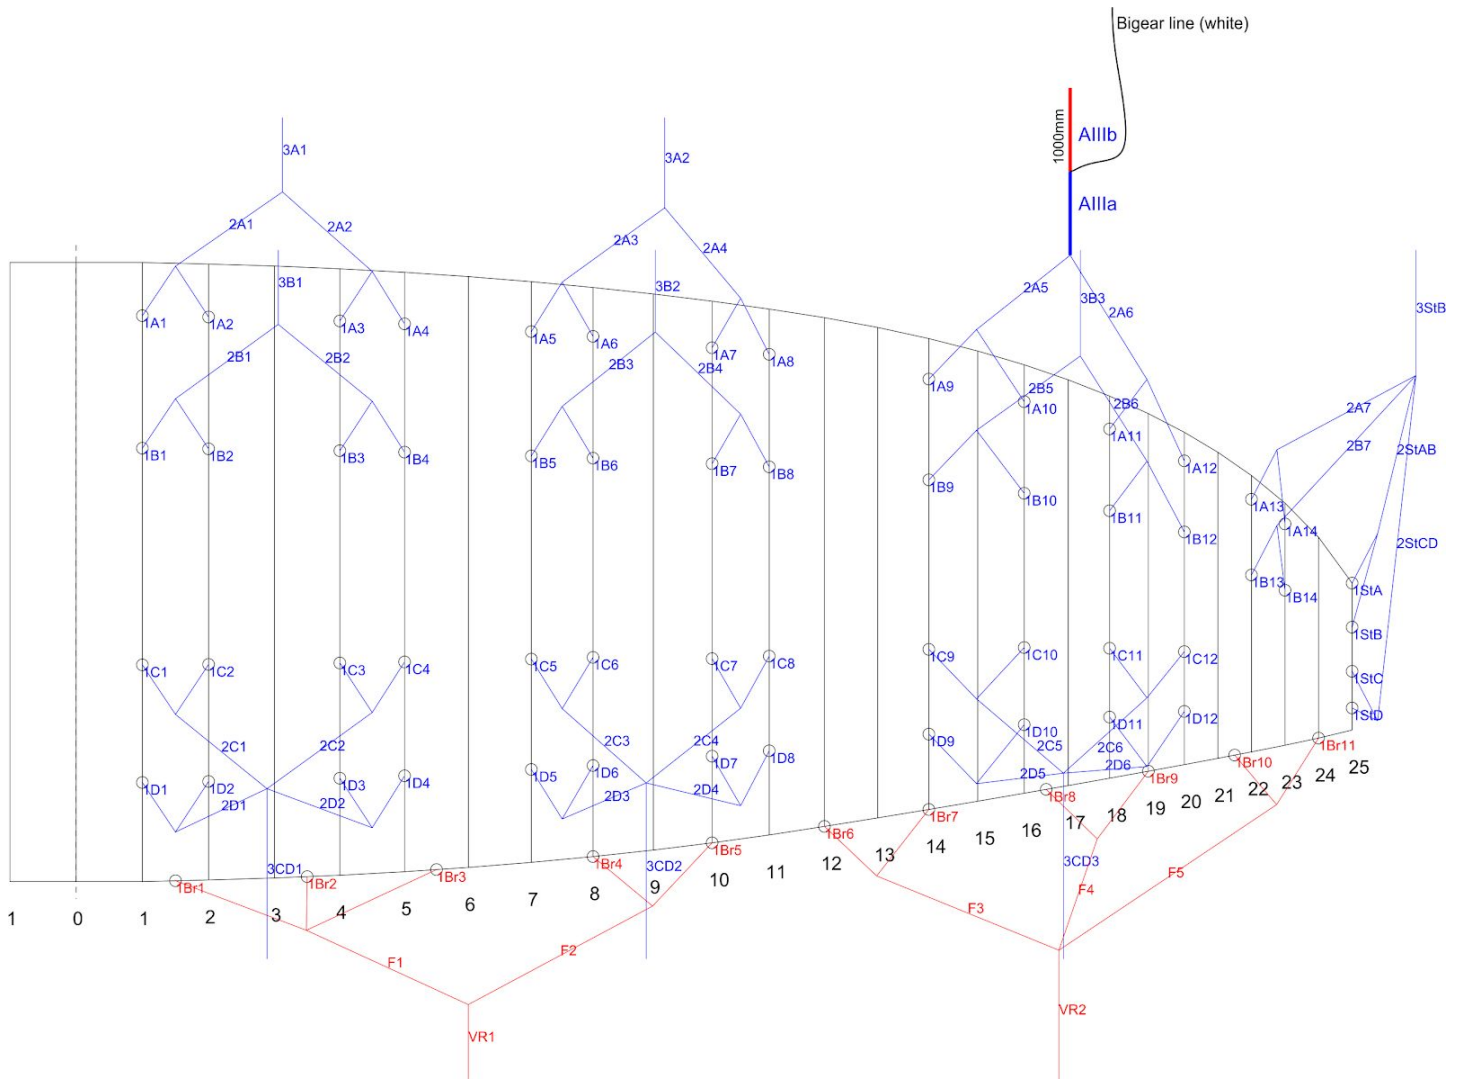 Bigear line (white)
1000mm
AIIIb
AIIIa
3A1
3A2
2A1
2A2
2A3
2A4
2A5
2A6
3B1
3B2
3B3
3StB
1A1
1A2
1A3
1A4
1A5
1A6
1A7
1A8
2B1
2B2
2B3
2B4
1A9
2B5
1A10
2B6
1A11
2A7
2B7
2StAB
1B1
1B2
1B3
1B4
1B5
1B6
1B7
1B8
1B9
1B10
1B11
1A12
1B12
1A13
1A14
2StCD
1B13
1B14
1StA
1StB
1StC
1StD
1C1
1C2
1C3
1C4
1C5
1C6
1C7
1C8
1C9
1C10
1C11
1C12
2C1
2C2
2C3
2C4
2C5
2C6
1D1
1D2
1D3
1D4
1D5
1D6
1D7
1D8
1D9
1D10
1D11
1D12
2D1
2D2
2D3
2D4
2D5
2D6
3CD1
3CD2
3CD3
1Br1
1Br2
1Br3
1Br4
1Br5
1Br6
1Br7
1Br8
1Br9
1Br10
1Br11
1
0
1
2
3
4
5
6
7
8
9
10
11
12
13
14
15
16
17
18
19
20
21
22
23
24
25
F1
F2
F3
F4
F5
VR1
VR2